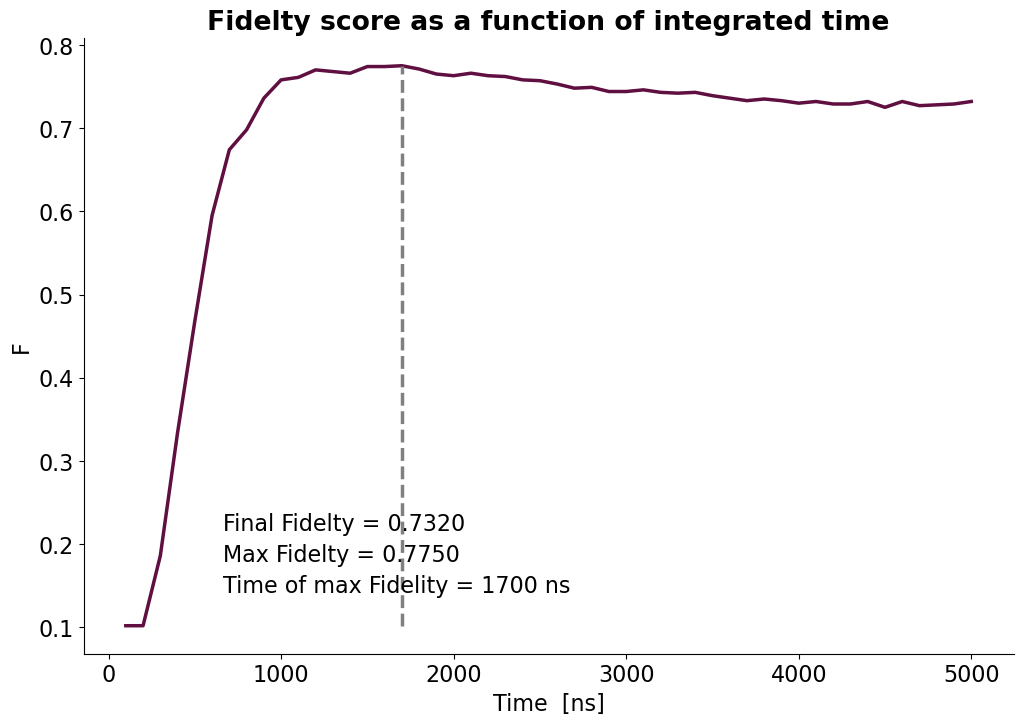 Fidelty score as a function of integrated time
F
0.8
0.7
0.6
0.5
0.4
0.3
0.2
0.1
Final Fidelty = 0.7320
Max Fidelty = 0.7750
Time of max Fidelity = 1700 ns
0 1000 2000 3000 4000 5000
Time [ns]